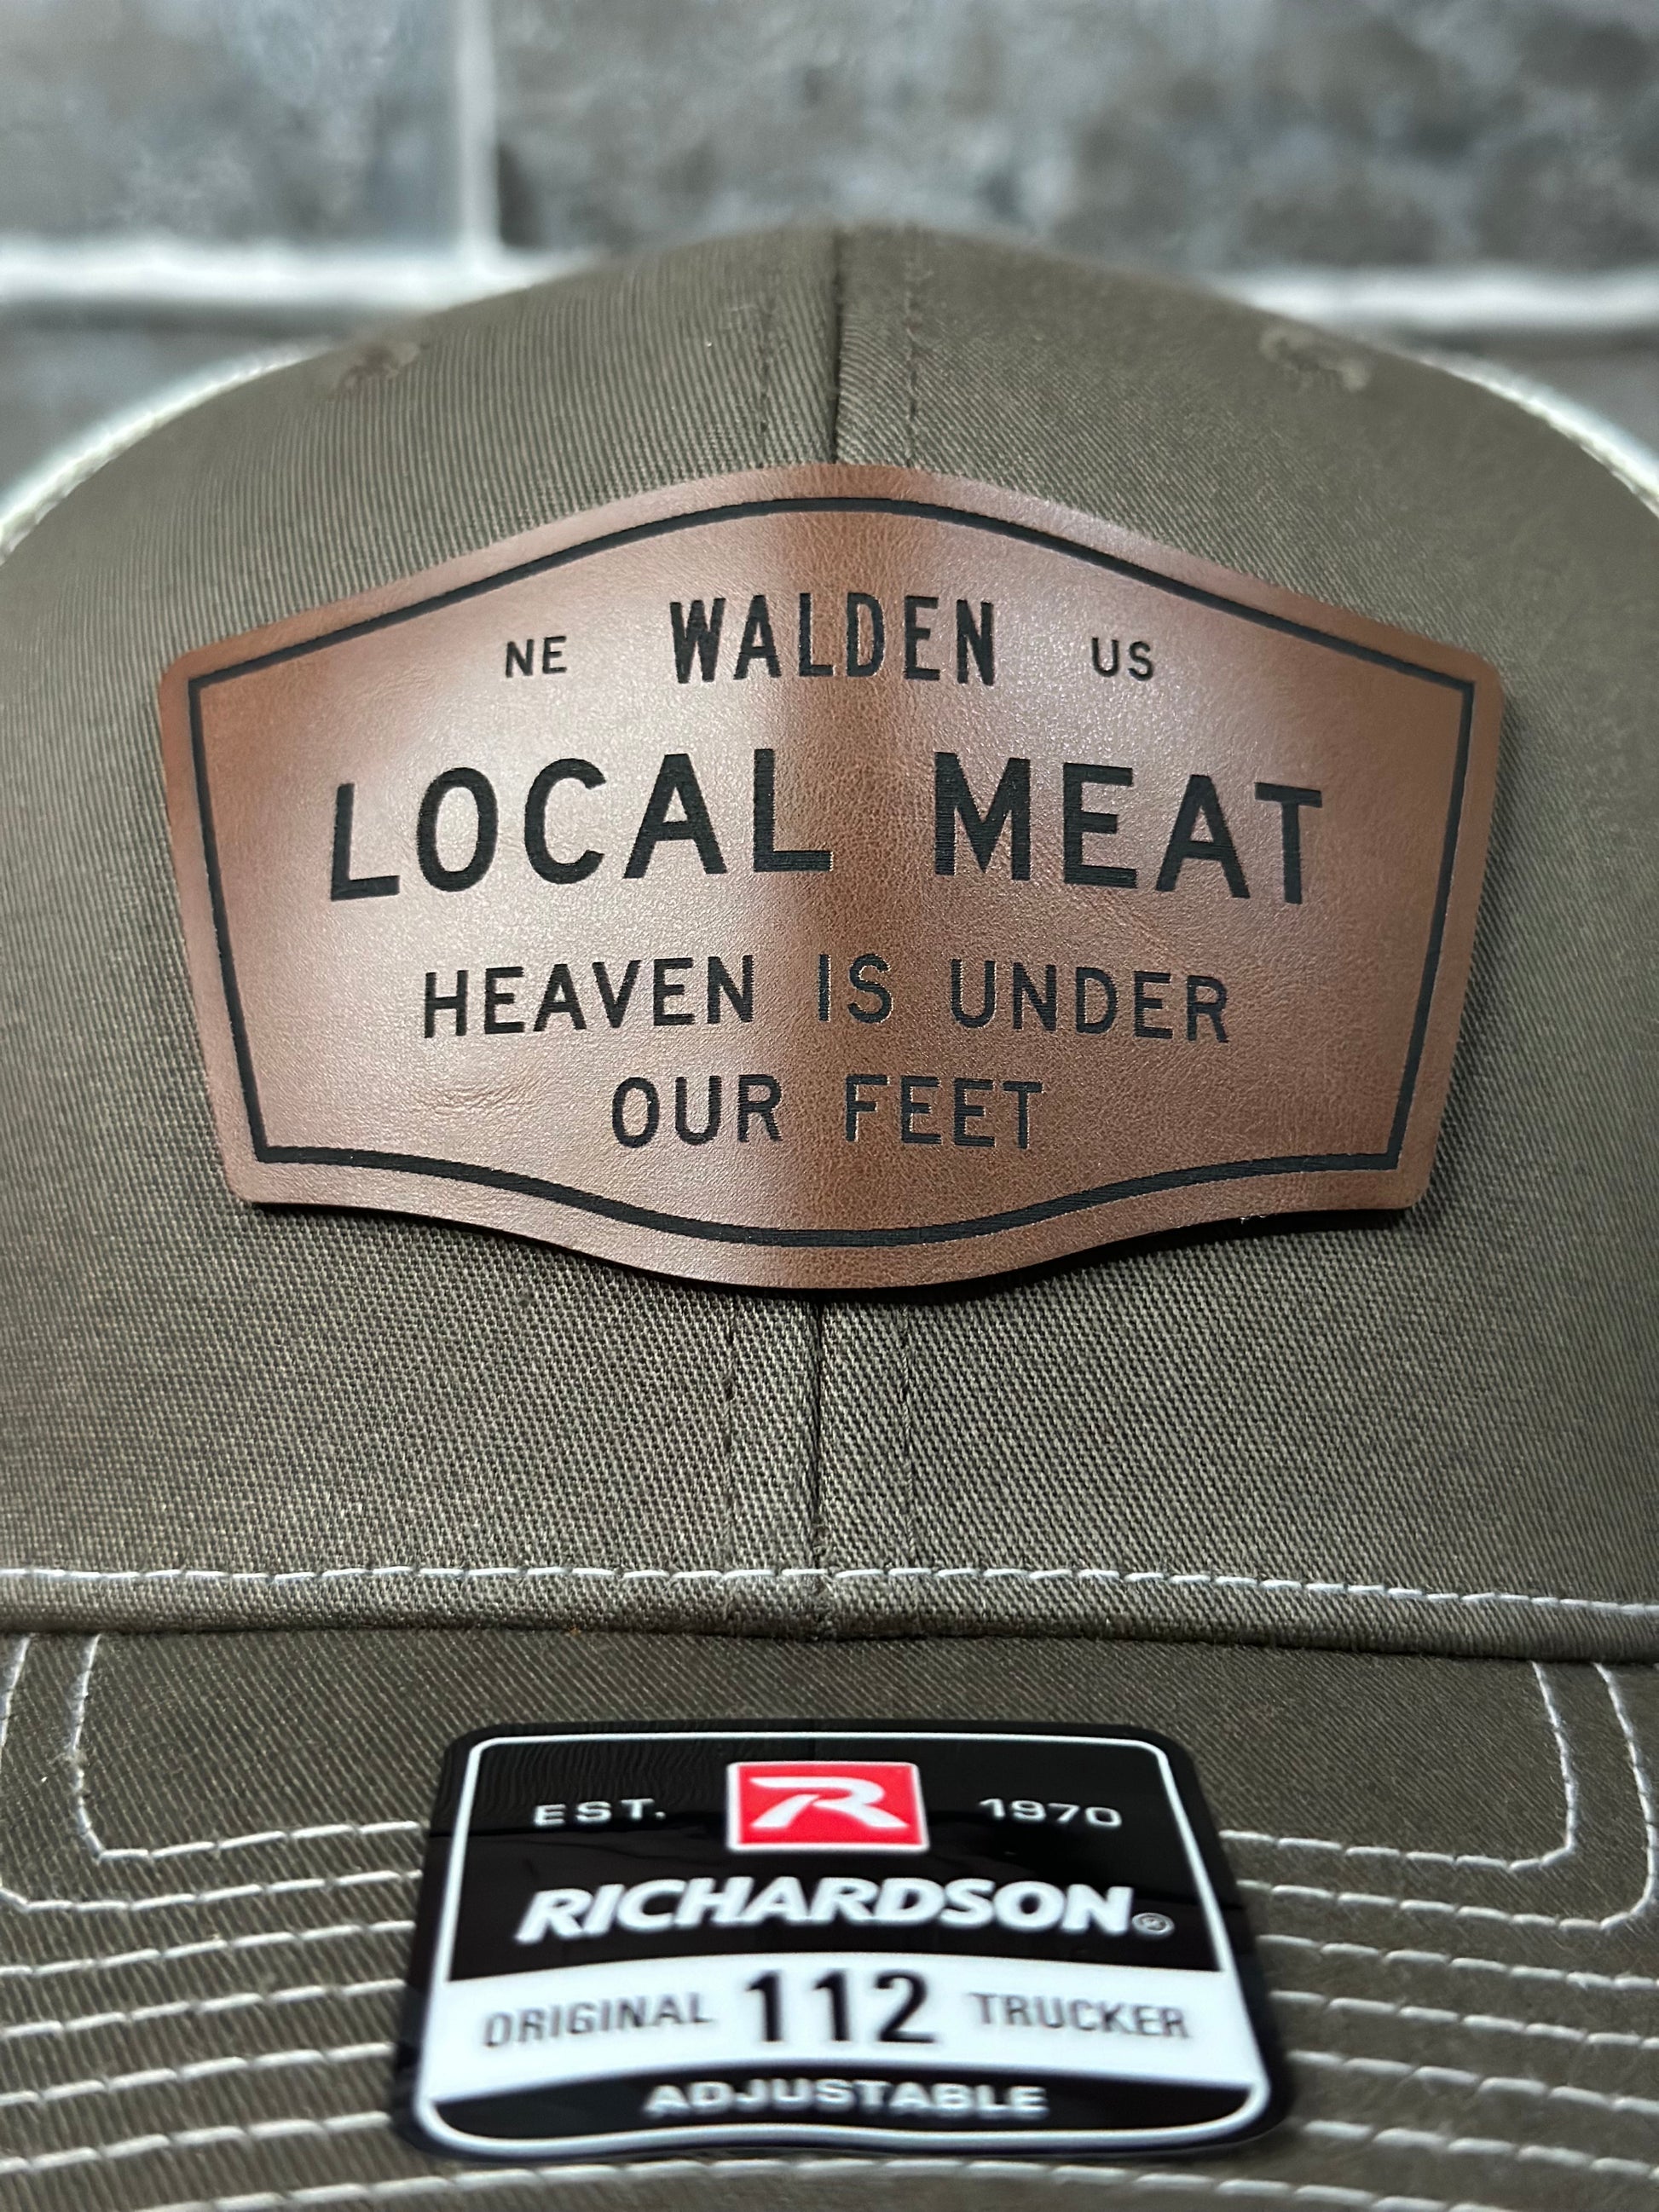 NE WALDEN US
LOCAL MEAT
HEAVEN IS UNDER
OUR FEET
EST. R 1970
RICHARDSON®
ORIGINAL 112 TRUCKER
ADJUSTABLE